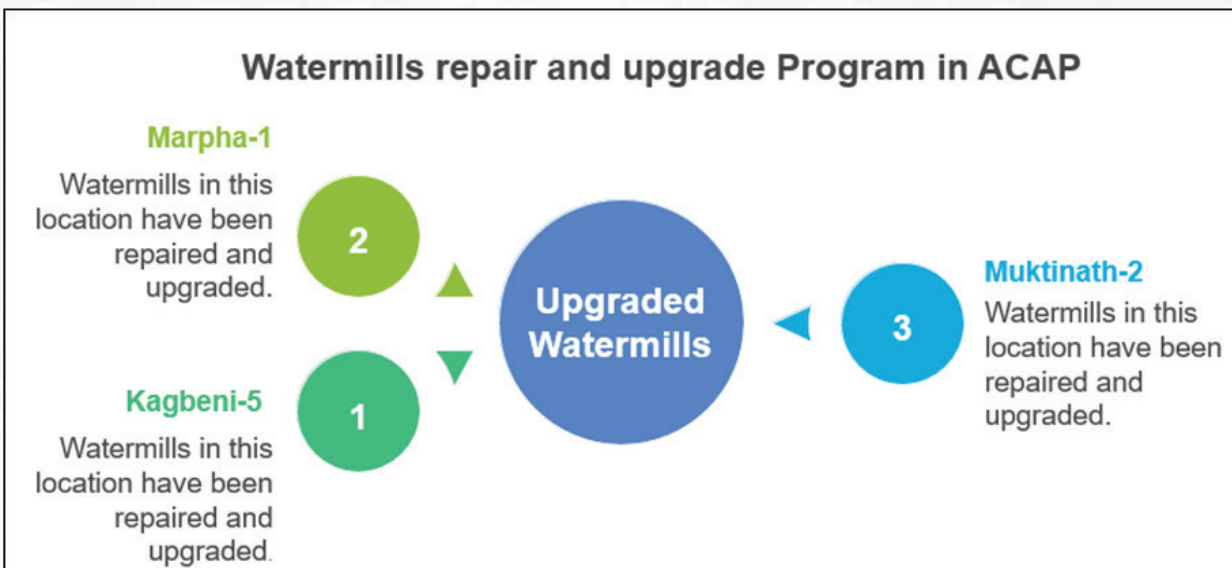 Watermills repair and upgrade Program in ACAP
Marpha-1
Watermills in this
location have been
repaired and
upgraded.
2
Kagbeni-5
Watermills in this
location have been
repaired and
upgraded.
1
Upgraded
Watermills
3
Muktinath-2
Watermills in this
location have been
repaired and
upgraded.